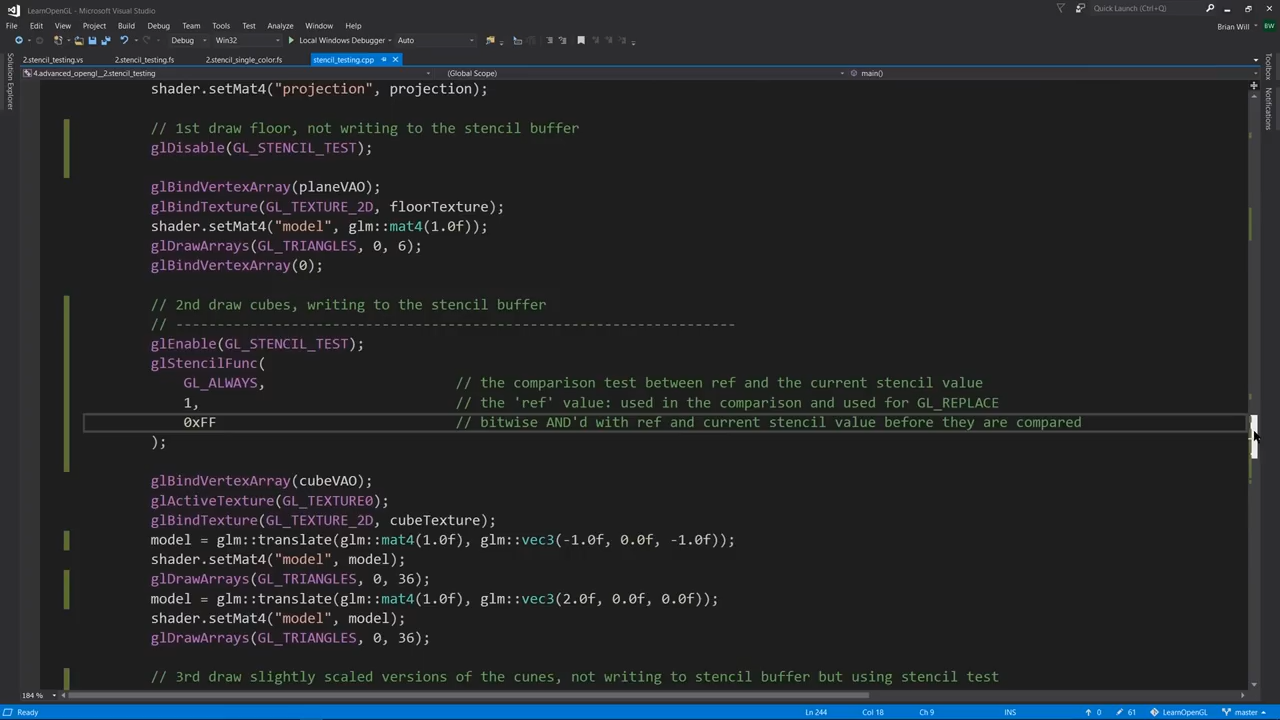 LearnOpenGL - Microsoft Visual Studio
Quick Launch (Ctrl+Q)
File Edit View Project Build Debug Team Tools Test Analyze Window Help
Brian Will BW
Debug Win32 Local Windows Debugger Auto
2.stencil_testing.vs 2.stencil_testing.fs 2.stencil_single_color.fs stencil_testing.cpp
4.advanced_opengl__2.stencil_testing (Global Scope) main()
Solution Explorer
Toolbox
Notifications
shader.setMat4("projection", projection);
// 1st draw floor, not writing to the stencil buffer
glDisable(GL_STENCIL_TEST);
glBindVertexArray(planeVAO);
glBindTexture(GL_TEXTURE_2D, floorTexture);
shader.setMat4("model", glm::mat4(1.0f));
glDrawArrays(GL_TRIANGLES, 0, 6);
glBindVertexArray(0);
// 2nd draw cubes, writing to the stencil buffer
// --------------------------------------------------------------------
glEnable(GL_STENCIL_TEST);
glStencilFunc(
GL_ALWAYS, // the comparison test between ref and the current stencil value
1, // the 'ref' value: used in the comparison and used for GL_REPLACE
0xFF // bitwise AND'd with ref and current stencil value before they are compared
);
glBindVertexArray(cubeVAO);
glActiveTexture(GL_TEXTURE0);
glBindTexture(GL_TEXTURE_2D, cubeTexture);
model = glm::translate(glm::mat4(1.0f), glm::vec3(-1.0f, 0.0f, -1.0f));
shader.setMat4("model", model);
glDrawArrays(GL_TRIANGLES, 0, 36);
model = glm::translate(glm::mat4(1.0f), glm::vec3(2.0f, 0.0f, 0.0f));
shader.setMat4("model", model);
glDrawArrays(GL_TRIANGLES, 0, 36);
// 3rd draw slightly scaled versions of the cunes, not writing to stencil buffer but using stencil test
184 %
Ready Ln 244 Col 18 Ch 9 INS 0 61 LearnOpenGL master